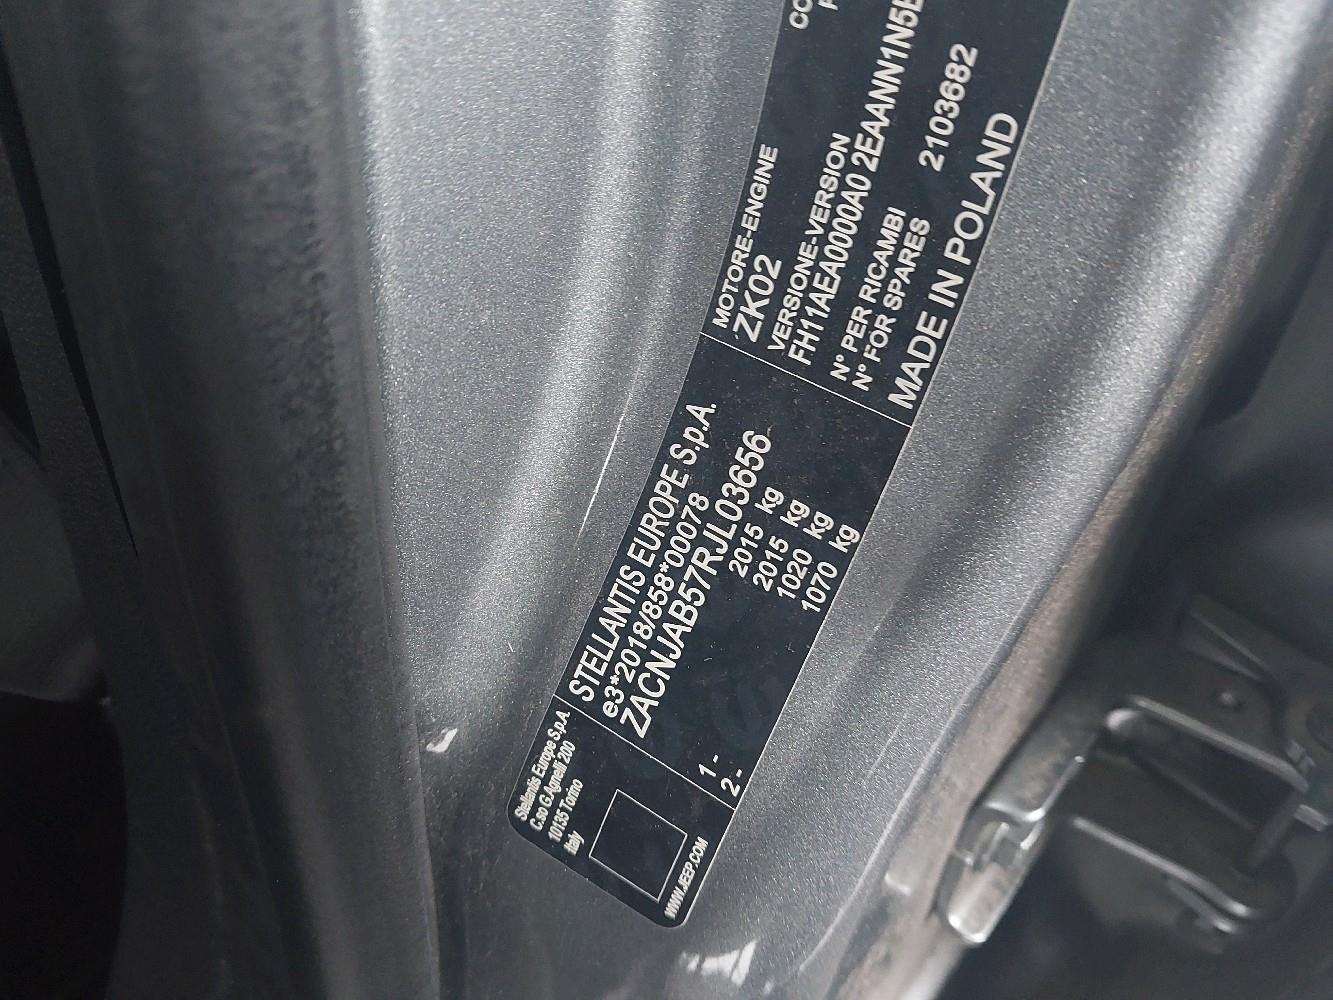 Stellantis Europe S.p.A.
C.so G.Agnelli 200
10135 Torino
Italy
WWW.JEEP.COM
STELLANTIS EUROPE S.p.A.
e3*2018/858*00078
ZACNJAB57RJL03656
2015 kg
2015 kg
1- 1020 kg
2- 1070 kg
MOTORE-ENGINE
ZK02
VERSIONE-VERSION
FH11AEA0000A0 2EAANN1N5
N° PER RICAMBI
N° FOR SPARES 2103682
MADE IN POLAND
CO